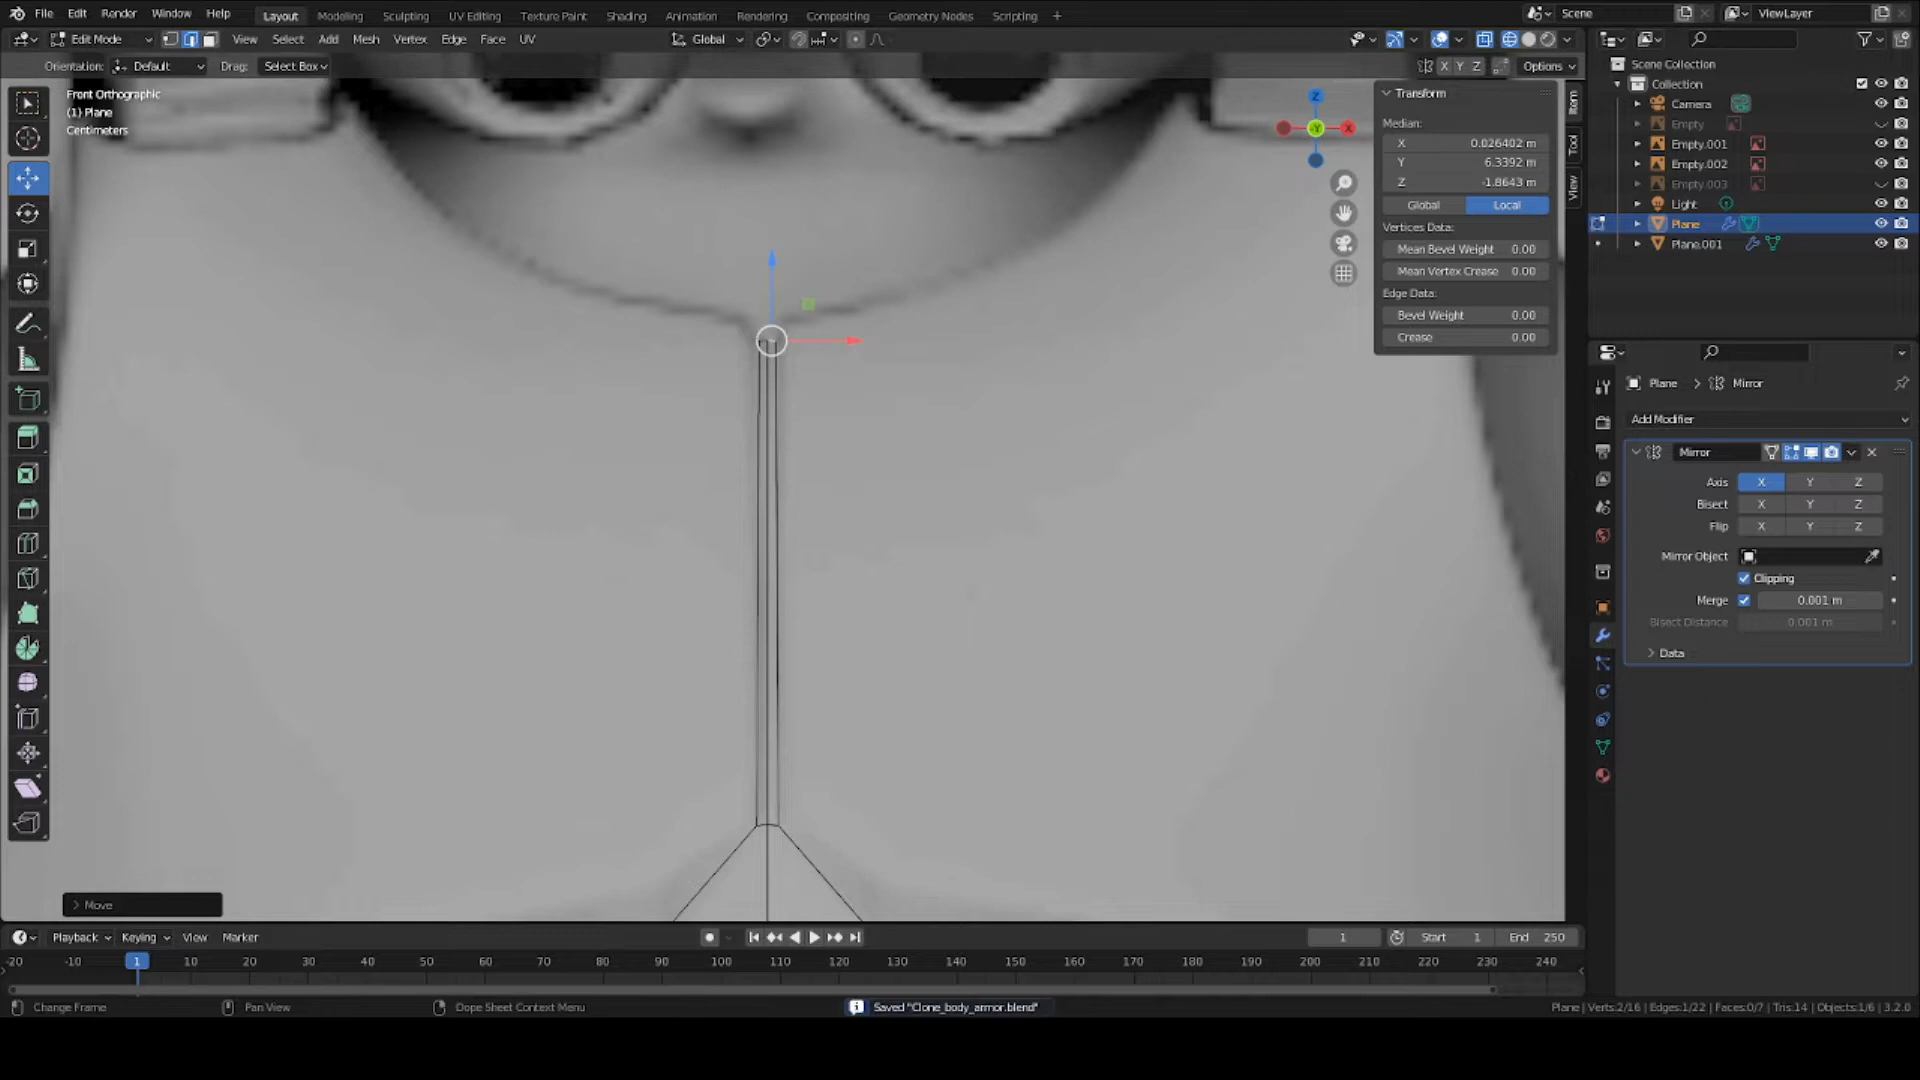 File Edit Render Window Help Layout Modeling Sculpting UV Editing Texture Paint Shading Animation Rendering Compositing Geometry Nodes Scripting + Scene ViewLayer
Edit Mode View Select Add Mesh Vertex Edge Face UV Global
Orientation: Default Drag: Select Box X Y Z Options
Front Orthographic
(1) Plane
Centimeters
Z
-Y
X
Transform
Median:
X 0.026402 m
Y 6.3392 m
Z -1.8643 m
Global Local
Vertices Data:
Mean Bevel Weight 0.00
Mean Vertex Crease 0.00
Edge Data:
Bevel Weight 0.00
Crease 0.00
Item
Tool
View
Scene Collection
Collection
Camera
Empty
Empty.001
Empty.002
Empty.003
Light
Plane
Plane.001
Plane > Mirror
Add Modifier
Mirror
Axis X Y Z
Bisect X Y Z
Flip X Y Z
Mirror Object
Clipping
Merge 0.001 m
Bisect Distance 0.001 m
Data
Move
Playback Keying View Marker 1 Start 1 End 250
-20 -10 1 10 20 30 40 50 60 70 80 90 100 110 120 130 140 150 160 170 180 190 200 210 220 230 240
Change Frame Pan View Dope Sheet Context Menu Saved "Clone_body_armor.blend" Plane | Verts:2/16 | Edges:1/22 | Faces:0/7 | Tris:14 | Objects:1/6 | 3.2.0